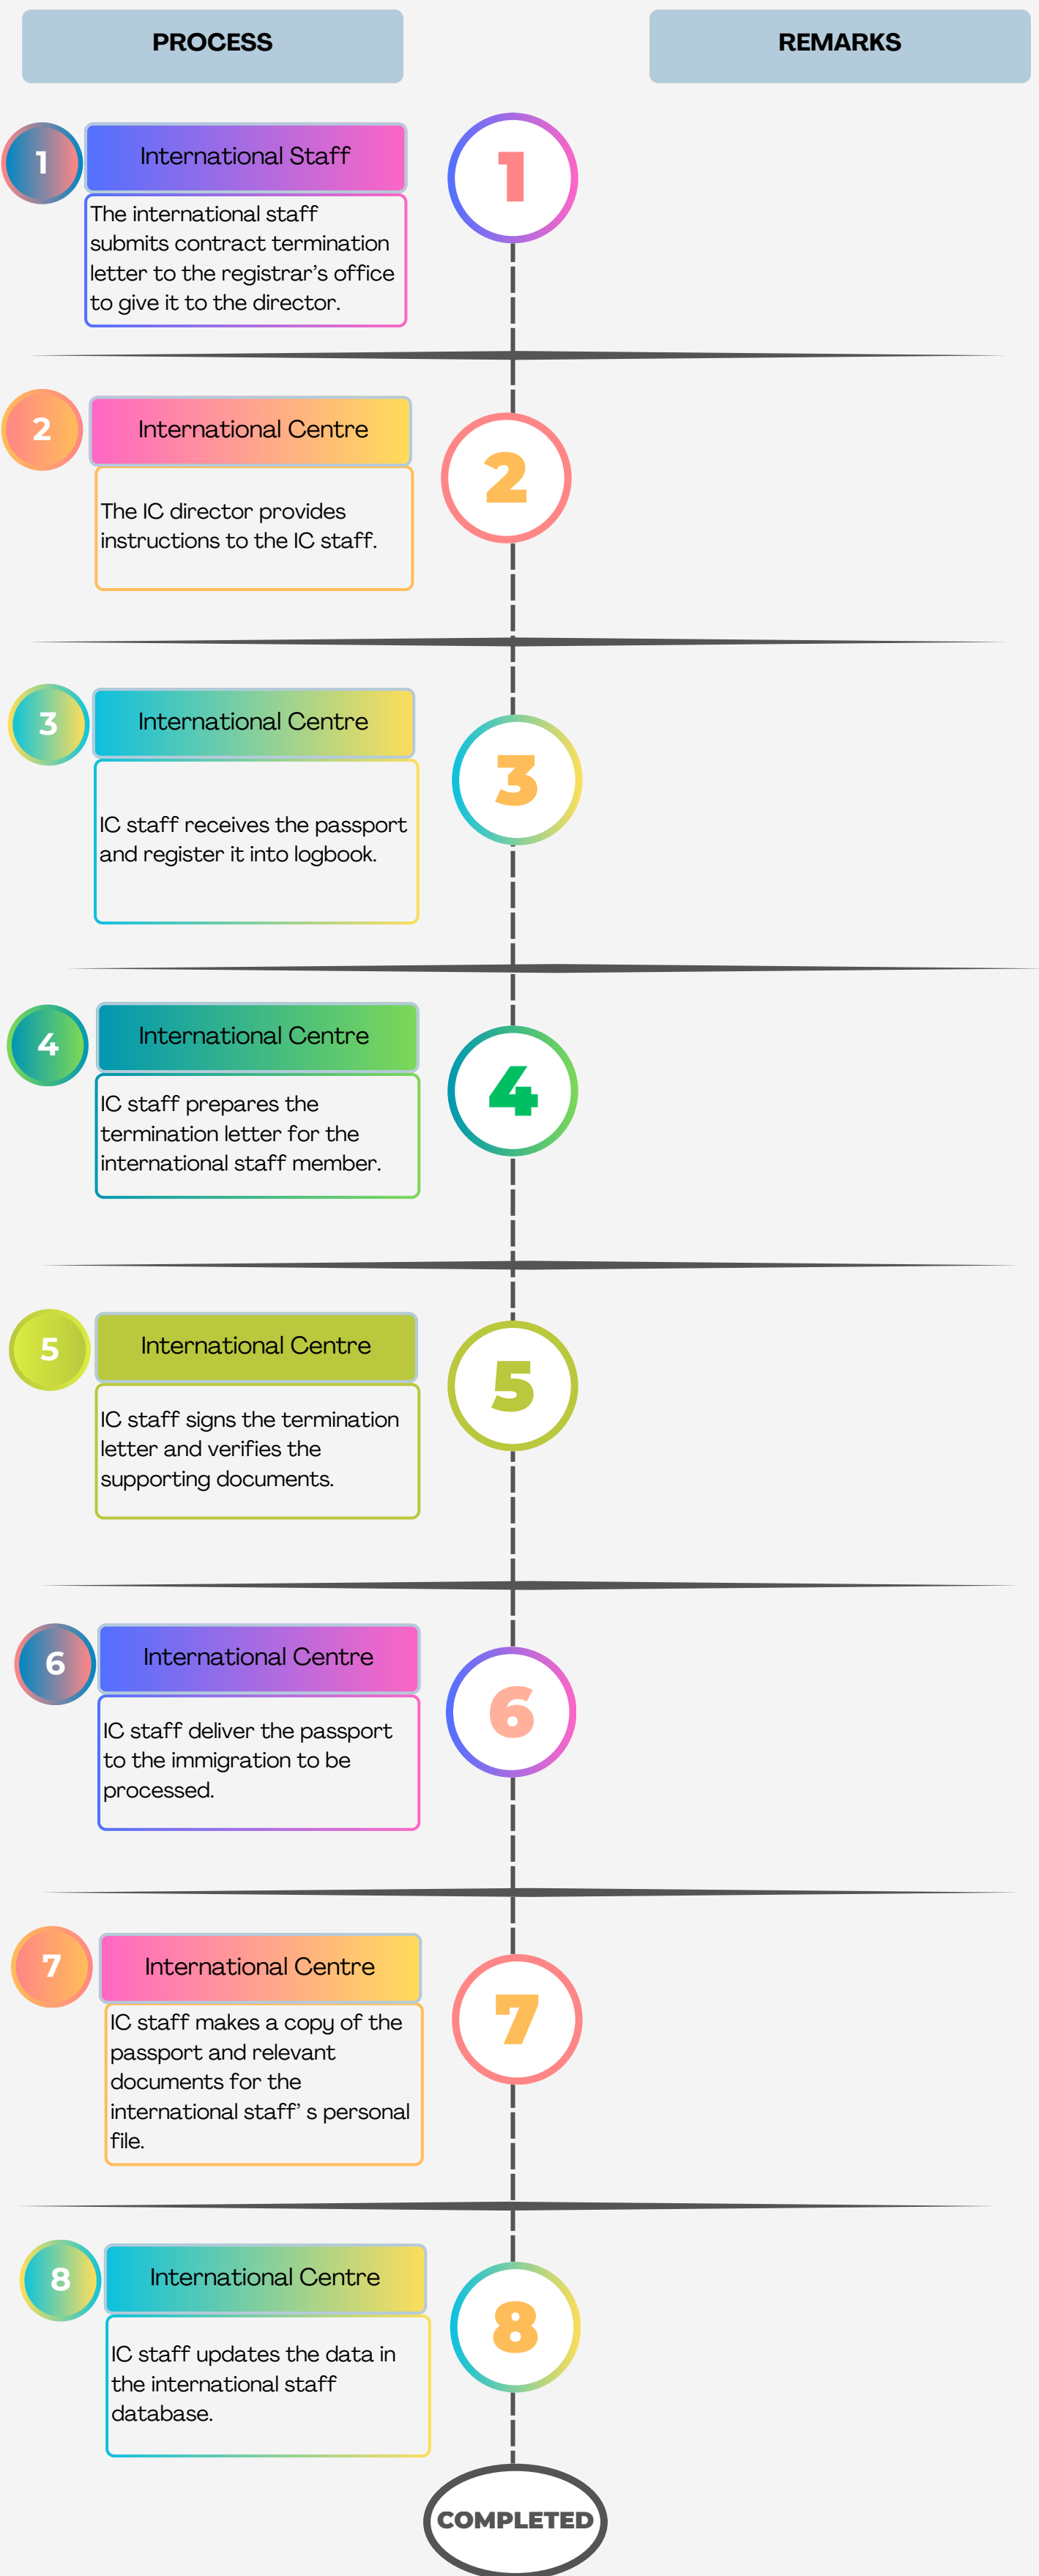 PROCESS
REMARKS
1
International Staff
1
The international staff
submits contract termination
letter to the registrar’s office
to give it to the director.
2
International Centre
2
The IC director provides
instructions to the IC staff.
3
International Centre
3
IC staff receives the passport
and register it into logbook.
4
International Centre
4
IC staff prepares the
termination letter for the
international staff member.
5
International Centre
5
IC staff signs the termination
letter and verifies the
supporting documents.
6
International Centre
6
IC staff deliver the passport
to the immigration to be
processed.
7
International Centre
7
IC staff makes a copy of the
passport and relevant
documents for the
international staff’ s personal
file.
8
International Centre
8
IC staff updates the data in
the international staff
database.
COMPLETED